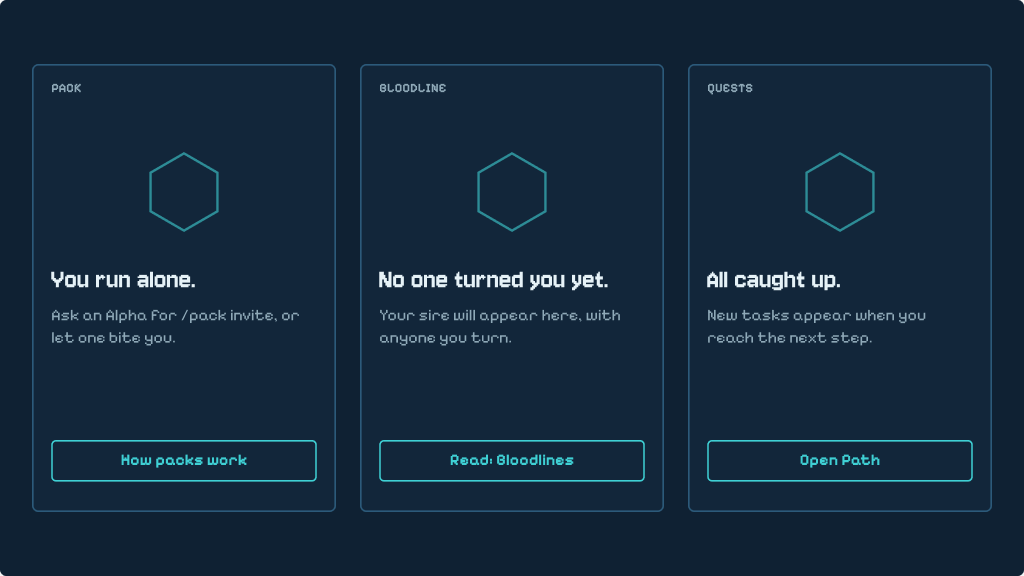 PACK
You run alone.
Ask an Alpha for /pack invite, or
let one bite you.
How packs work
BLOODLINE
No one turned you yet.
Your sire will appear here, with
anyone you turn.
Read: Bloodlines
QUESTS
All caught up.
New tasks appear when you
reach the next step.
Open Path